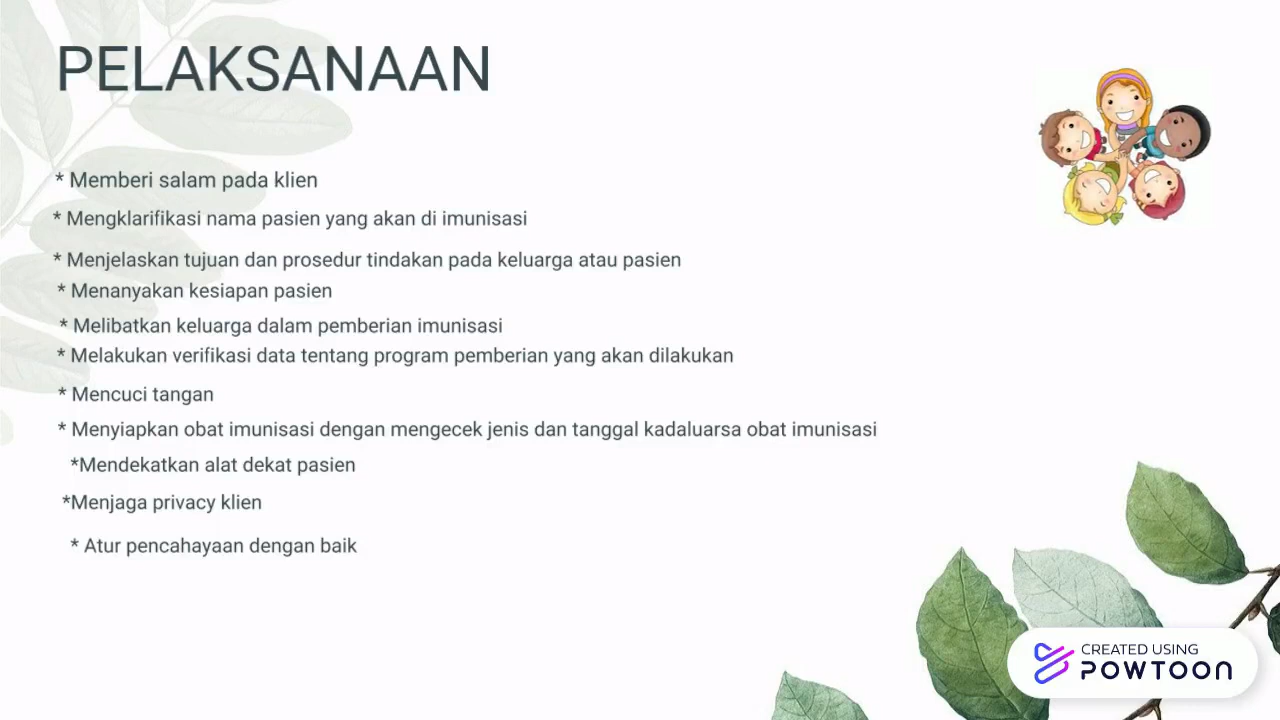 PELAKSANAAN
* Memberi salam pada klien
* Mengklarifikasi nama pasien yang akan di imunisasi
* Menjelaskan tujuan dan prosedur tindakan pada keluarga atau pasien
* Menanyakan kesiapan pasien
* Melibatkan keluarga dalam pemberian imunisasi
* Melakukan verifikasi data tentang program pemberian yang akan dilakukan
* Mencuci tangan
* Menyiapkan obat imunisasi dengan mengecek jenis dan tanggal kadaluarsa obat imunisasi
*Mendekatkan alat dekat pasien
*Menjaga privacy klien
* Atur pencahayaan dengan baik
CREATED USING
POWTOON